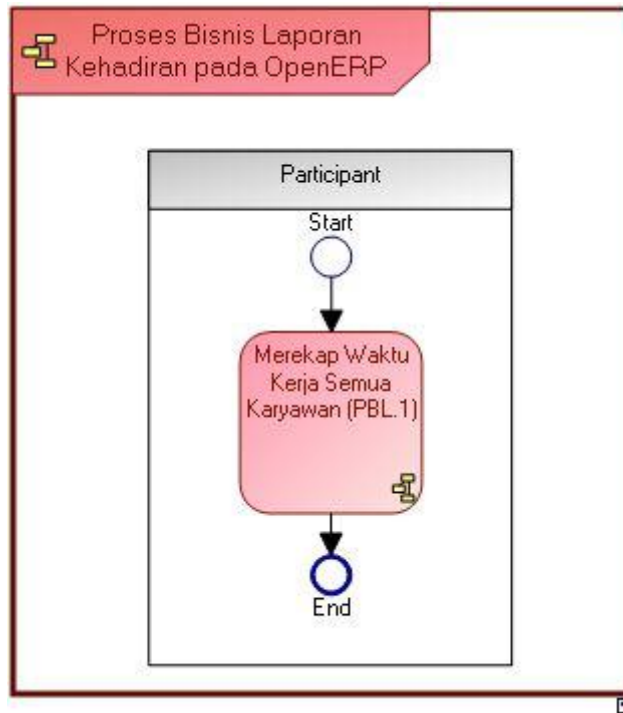 Proses Bisnis Laporan
Kehadiran pada OpenERP
Participant
Start
Merekap Waktu
Kerja Semua
Karyawan (PBL.1)
End